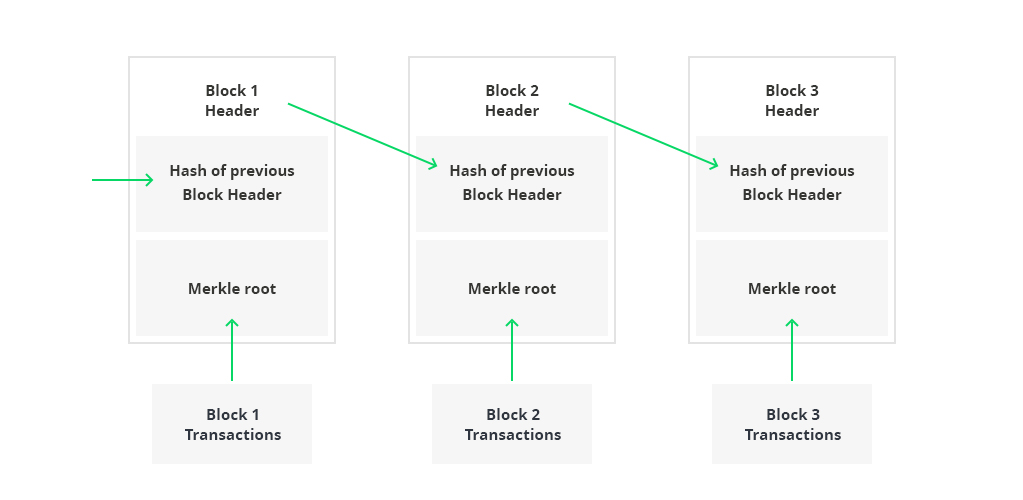 Block 1
Header
Hash of previous
Block Header
Merkle root
Block 1
Transactions
Block 2
Header
Hash of previous
Block Header
Merkle root
Block 2
Transactions
Block 3
Header
Hash of previous
Block Header
Merkle root
Block 3
Transactions